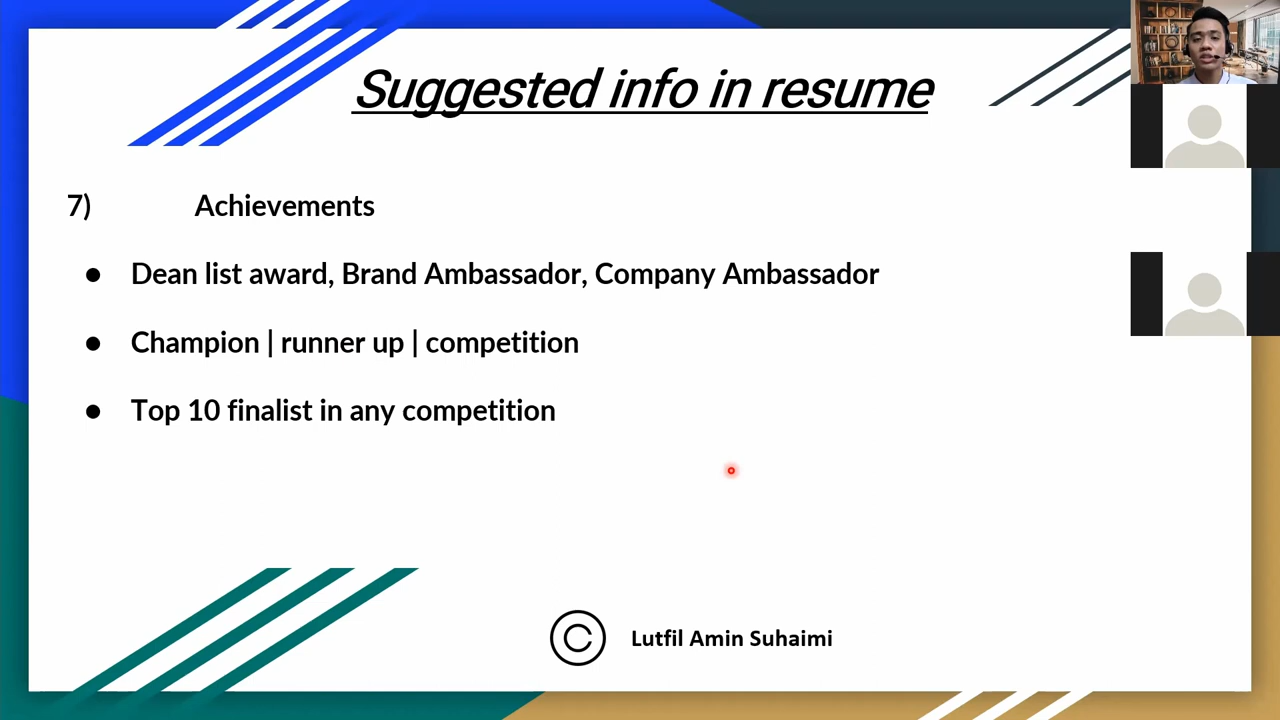 Suggested info in resume
7) Achievements
● Dean list award, Brand Ambassador, Company Ambassador
● Champion | runner up | competition
● Top 10 finalist in any competition
© Lutfil Amin Suhaimi